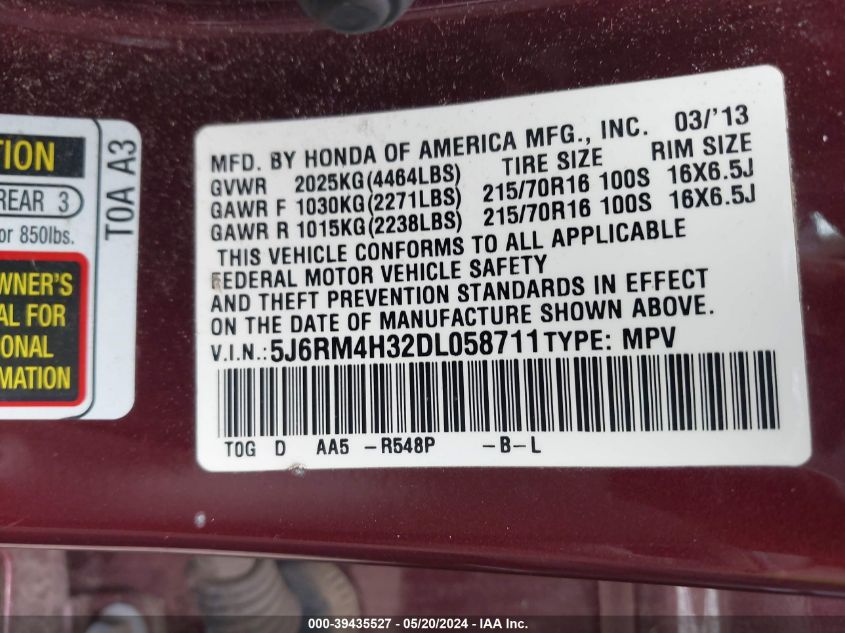 TION
REAR 3
or 850lbs.
WNER'S
AL FOR
ONAL
MATION
TOA A3
MFD. BY HONDA OF AMERICA MFG., INC. 03/'13
GVWR 2025KG(4464LBS) TIRE SIZE RIM SIZE
GAWR F 1030KG(2271LBS) 215/70R16 100S 16X6.5J
GAWR R 1015KG(2238LBS) 215/70R16 100S 16X6.5J
THIS VEHICLE CONFORMS TO ALL APPLICABLE
FEDERAL MOTOR VEHICLE SAFETY
AND THEFT PREVENTION STANDARDS IN EFFECT
ON THE DATE OF MANUFACTURE SHOWN ABOVE.
V.I.N.: 5J6RM4H32DL058711 TYPE: MPV
TOG D AA5 -R548P -B-L
000-39435527 - 05/20/2024 - IAA Inc.